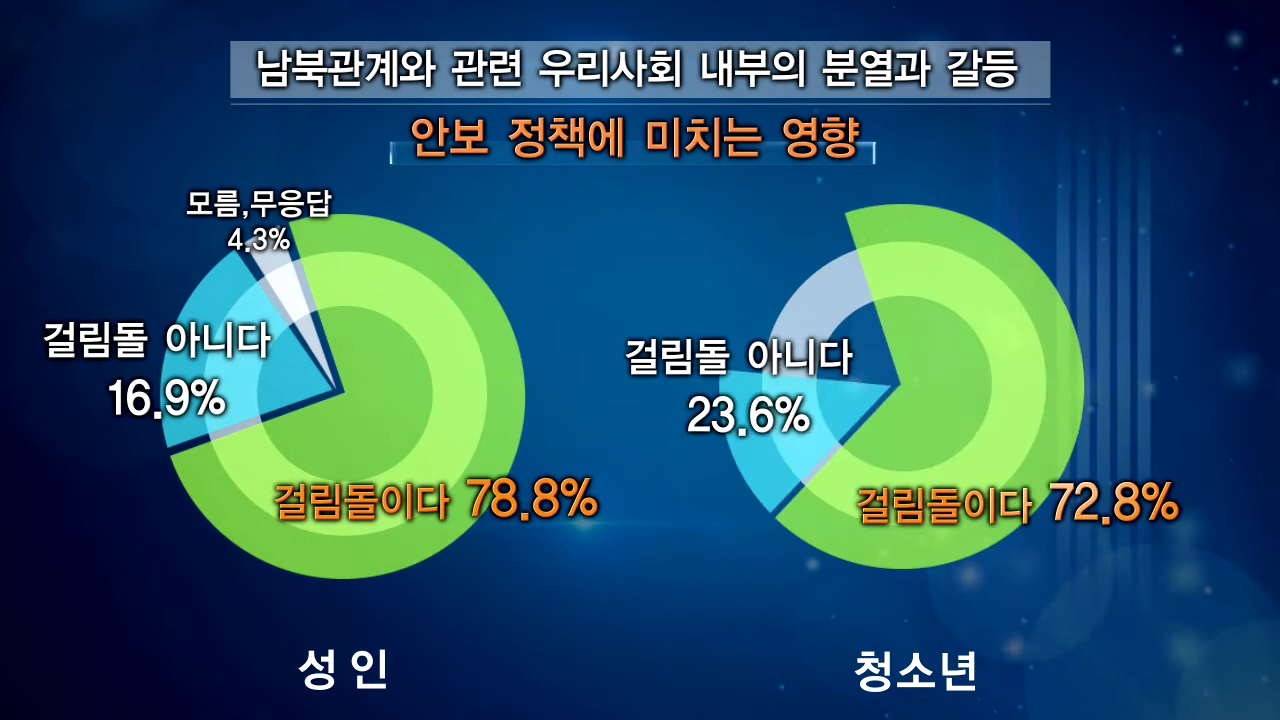 남북관계와 관련 우리사회 내부의 분열과 갈등
안보 정책에 미치는 영향
모름,무응답
4.3%
걸림돌 아니다
16.9%
걸림돌이다 78.8%
성인
걸림돌 아니다
23.6%
걸림돌이다 72.8%
청소년